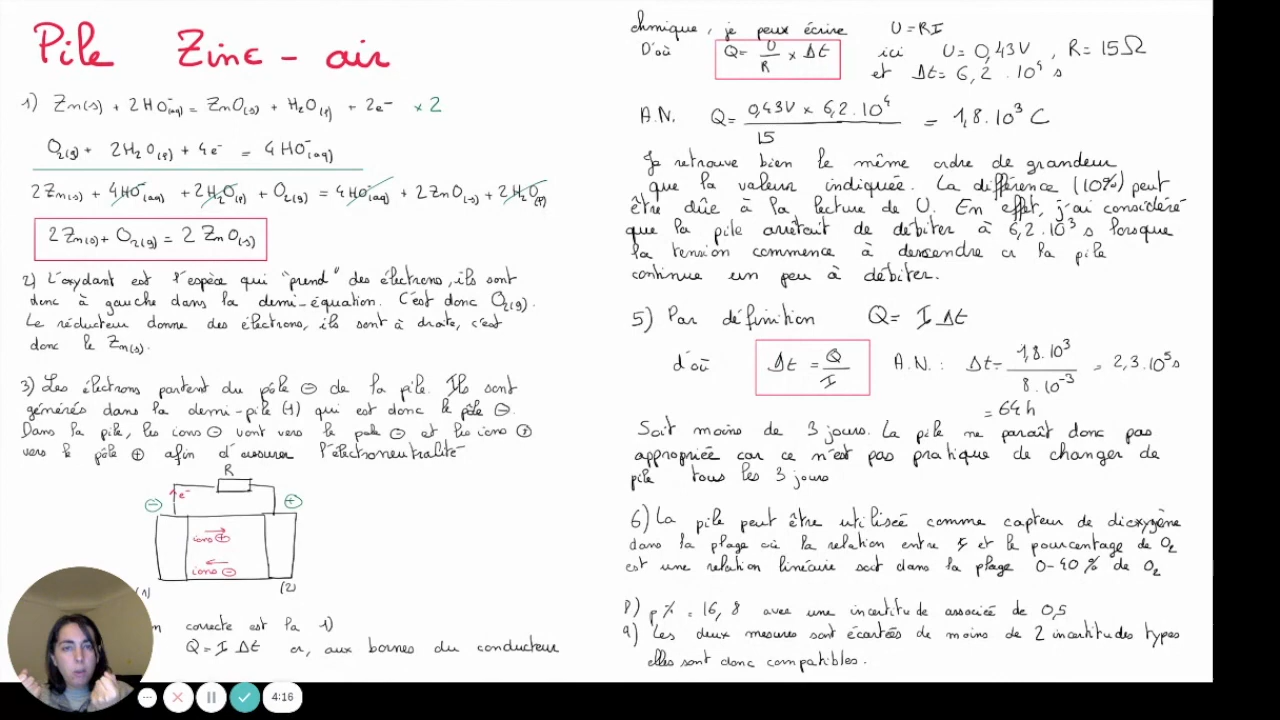 Pile Zinc - air
1) Zn(s) + 2HO⁻(aq) = ZnO(s) + H₂O(l) + 2e⁻ × 2
O₂(g) + 2H₂O(l) + 4e⁻ = 4HO⁻(aq)
2Zn(s) + 4HO⁻(aq) + 2H₂O(l) + O₂(g) = 4HO⁻(aq) + 2ZnO(s) + 2H₂O(l)
2Zn(s) + O₂(g) = 2 ZnO(s)
2) L'oxydant est l'espèce qui "prend" des électrons, ils sont
donc à gauche dans la demi-équation. C'est donc O₂(g).
Le réducteur donne des électrons, ils sont à droite, c'est
donc le Zn(s).
3) Les électrons partent du pôle ⊖ de la pile. Ils sont
générés dans la demi-pile (1) qui est donc le pôle ⊖.
Dans la pile, les ions ⊖ vont vers le pole ⊖ et les ions ⊕
vers le pôle ⊕ afin d'assurer l'électroneutralité
R
⊖ e⁻ ⊕
ions ⊕
ions ⊖
(2)
correcte est la 1)
Q = I Δt or, aux bornes du conducteur
ohmique, je peux écrire U = RI
D'où Q = U/R × Δt ici U = 0,43V, R = 15Ω
et Δt = 6,2 . 10⁴ s
A.N. Q = 0,43V × 6,2 . 10⁴ / 15 = 1,8 . 10³ C
Je retrouve bien le même ordre de grandeur
que la valeur indiquée. La différence (10%) peut
être dûe à la lecture de U. En effet, j'ai considéré
que la pile arrêtait de débiter à 6,2 . 10³ s lorsque
la tension commence à descendre or la pile
continue un peu à débiter.
5) Par définition Q = I Δt
d'où Δt = Q/I A.N. : Δt = 1,8 . 10³ / 8 . 10⁻³ = 2,3 . 10⁵ s
= 64 h
Soit moins de 3 jours. La pile ne paraît donc pas
appropriée car ce n'est pas pratique de changer de
pile tous les 3 jours
6) La pile peut être utilisée comme capteur de dioxygène
dans la plage où la relation entre et le pourcentage de O₂
est une relation linéaire soit dans la plage 0-40 % de O₂
8) p% = 16,8 avec une incertitude associée de 0,5
9) Les deux mesures sont écartées de moins de 2 incertitudes types
elles sont donc compatibles.
4:16